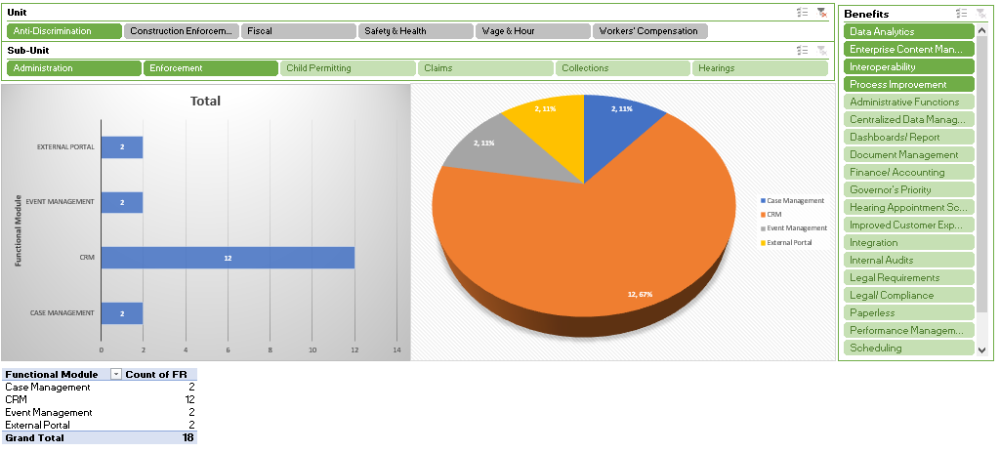 Unit
Anti-Discrimination
Construction Enforcem...
Fiscal
Safety & Health
Wage & Hour
Workers' Compensation
Sub-Unit
Administration
Enforcement
Child Permitting
Claims
Collections
Hearings
Total
Functional Module
EXTERNAL PORTAL
2
EVENT MANAGEMENT
2
CRM
12
CASE MANAGEMENT
2
0 2 4 6 8 10 12 14
2, 11%
2, 11%
2, 11%
12, 67%
Case Management
CRM
Event Management
External Portal
Benefits
Data Analytics
Enterprise Content Man...
Interoperability
Process Improvement
Administrative Functions
Centralized Data Manag...
Dashboards/ Report
Document Management
Finance/ Accounting
Governor's Priority
Hearing Appointment Sc...
Improved Customer Exp...
Integration
Internal Audits
Legal Requirements
Legal/ Compliance
Paperless
Performance Managem...
Scheduling
Functional Module Count of FR
Case Management 2
CRM 12
Event Management 2
External Portal 2
Grand Total 18